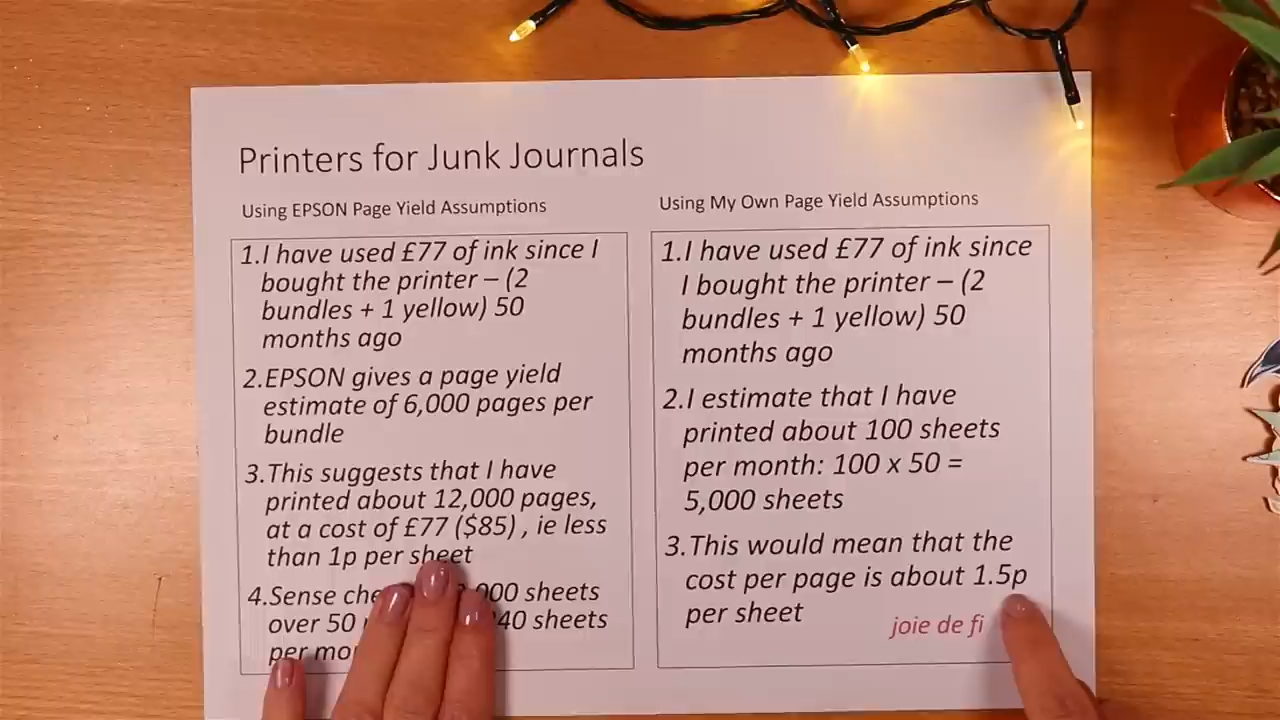 Printers for Junk Journals
Using EPSON Page Yield Assumptions
1.I have used £77 of ink since I
bought the printer – (2
bundles + 1 yellow) 50
months ago
2.EPSON gives a page yield
estimate of 6,000 pages per
bundle
3.This suggests that I have
printed about 12,000 pages,
at a cost of £77 ($85) , ie less
than 1p per sheet
4.Sense 000 sheets
over 50 40 sheets
per
Using My Own Page Yield Assumptions
1.I have used £77 of ink since
I bought the printer – (2
bundles + 1 yellow) 50
months ago
2.I estimate that I have
printed about 100 sheets
per month: 100 x 50 =
5,000 sheets
3.This would mean that the
cost per page is about 1.5p
per sheet
joie de fi